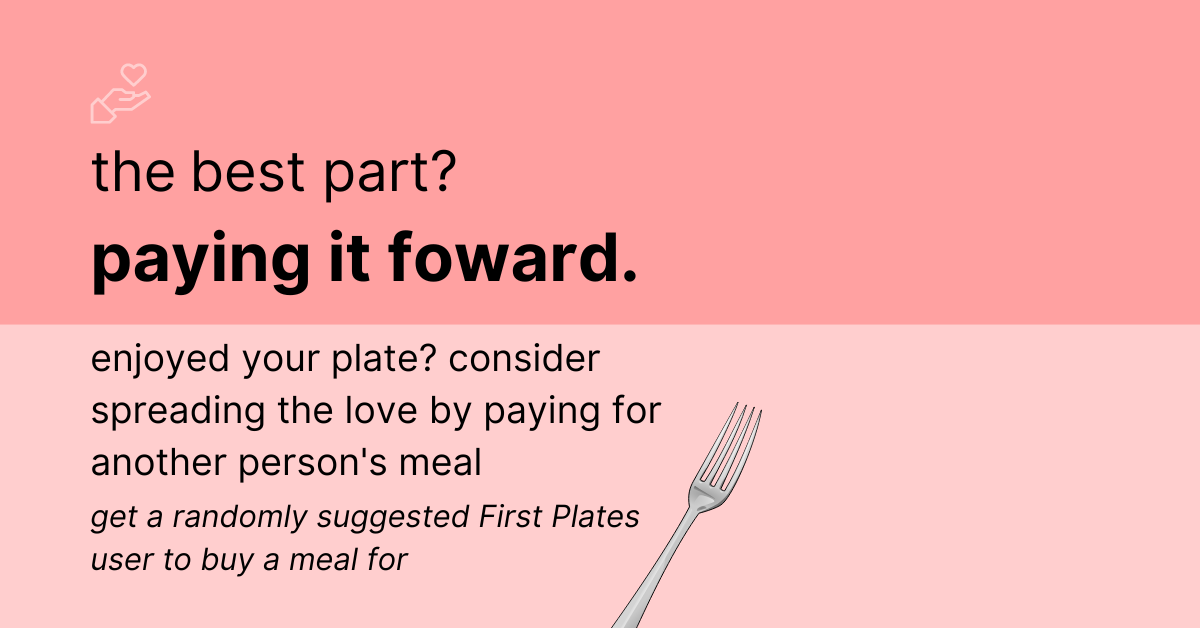 the best part?
paying it foward.
enjoyed your plate? consider
spreading the love by paying for
another person's meal
get a randomly suggested First Plates
user to buy a meal for